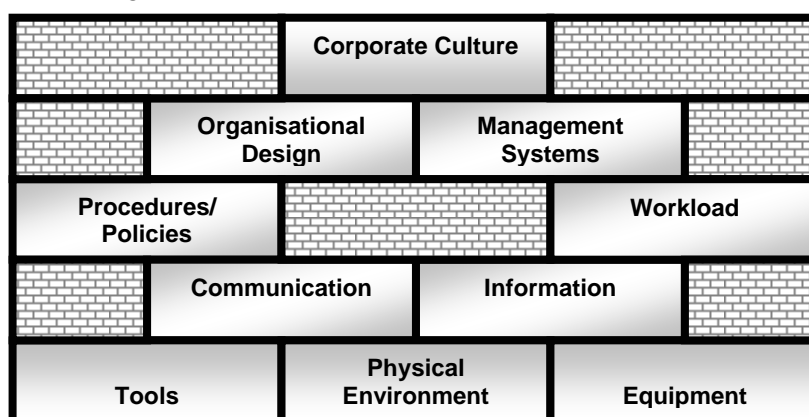 Corporate Culture
Organisational
Design
Management
Systems
Procedures/
Policies
Workload
Communication
Information
Tools
Physical
Environment
Equipment